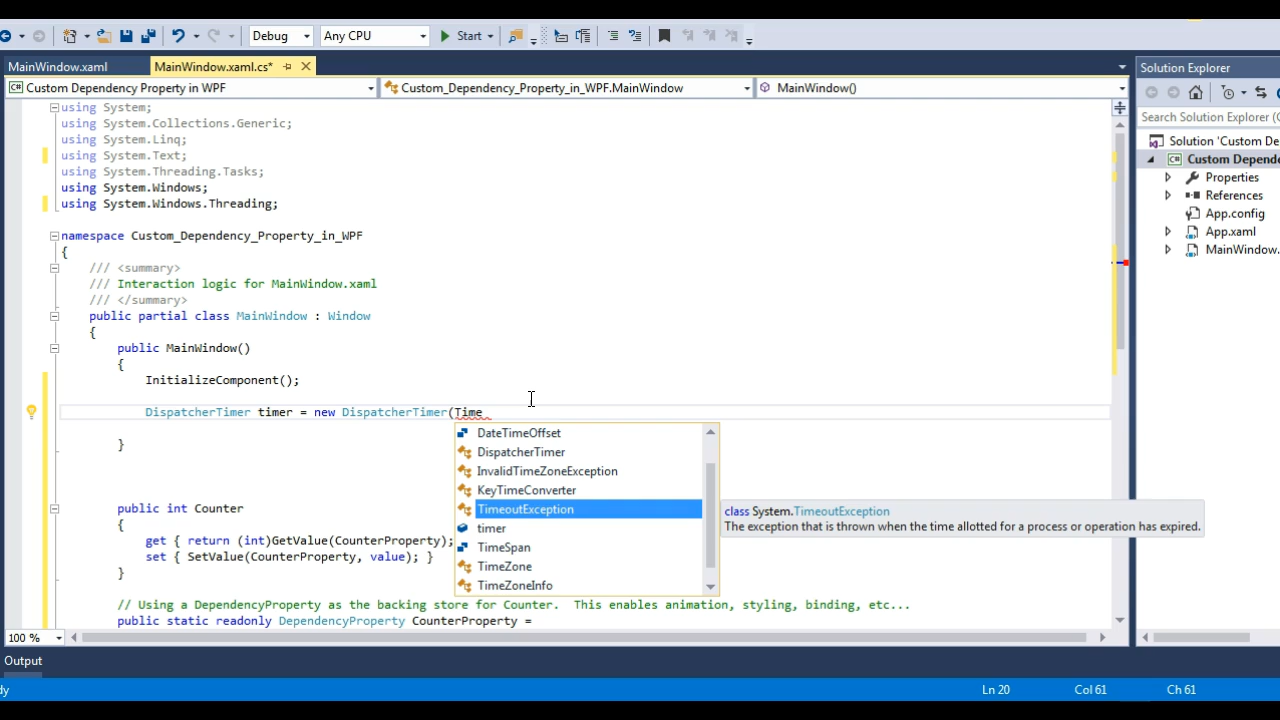 Debug Any CPU Start
MainWindow.xaml MainWindow.xaml.cs*
Custom Dependency Property in WPF Custom_Dependency_Property_in_WPF.MainWindow MainWindow()
using System;
using System.Collections.Generic;
using System.Linq;
using System.Text;
using System.Threading.Tasks;
using System.Windows;
using System.Windows.Threading;
namespace Custom_Dependency_Property_in_WPF
{
/// <summary>
/// Interaction logic for MainWindow.xaml
/// </summary>
public partial class MainWindow : Window
{
public MainWindow()
{
InitializeComponent();
DispatcherTimer timer = new DispatcherTimer(Time
}
DateTimeOffset
DispatcherTimer
InvalidTimeZoneException
KeyTimeConverter
TimeoutException
timer
TimeSpan
TimeZone
TimeZoneInfo
class System.TimeoutException
The exception that is thrown when the time allotted for a process or operation has expired.
public int Counter
{
get { return (int)GetValue(CounterProperty);
set { SetValue(CounterProperty, value); }
}
// Using a DependencyProperty as the backing store for Counter.  This enables animation, styling, binding, etc...
public static readonly DependencyProperty CounterProperty =
100 %
Output
dy Ln 20 Col 61 Ch 61
Solution Explorer
Search Solution Explorer (C
Solution 'Custom De
Custom Depende
Properties
References
App.config
App.xaml
MainWindow.